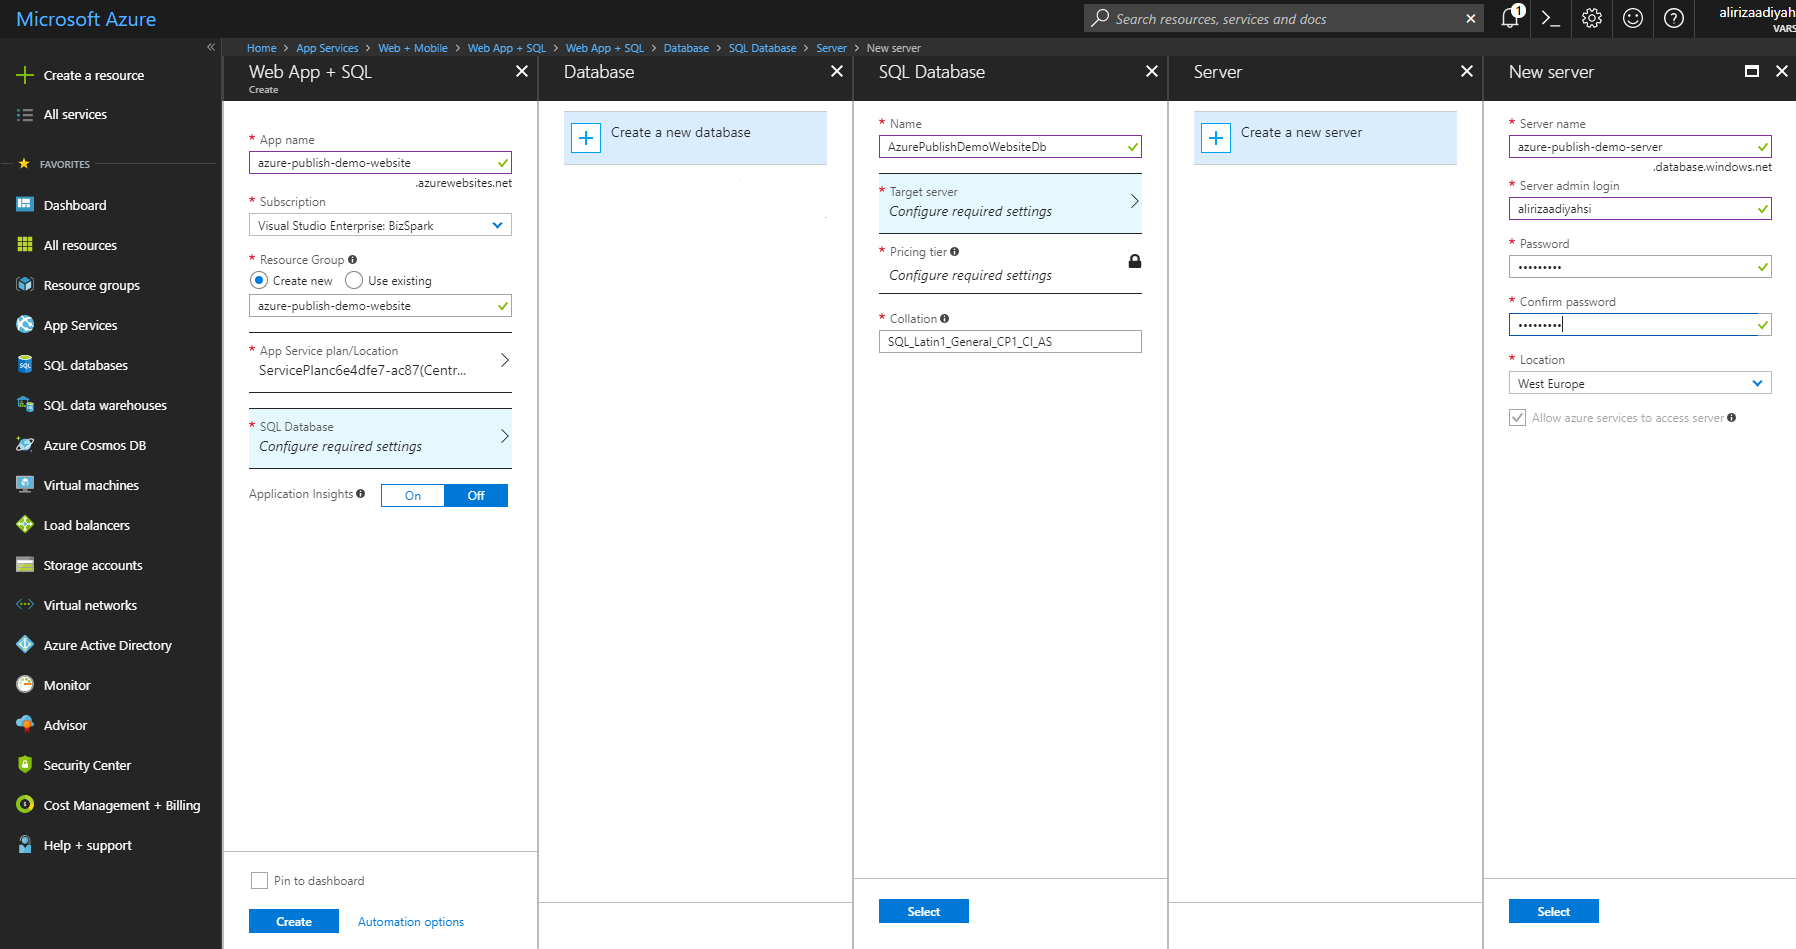 Microsoft Azure
Search resources, services and docs
1
alirizaadiyah
VARS
Home > App Services > Web + Mobile > Web App + SQL > Web App + SQL > Database > SQL Database > Server > New server
Create a resource
All services
FAVORITES
Dashboard
All resources
Resource groups
App Services
SQL databases
SQL data warehouses
Azure Cosmos DB
Virtual machines
Load balancers
Storage accounts
Virtual networks
Azure Active Directory
Monitor
Advisor
Security Center
Cost Management + Billing
Help + support
Web App + SQL
Create
* App name
azure-publish-demo-website
.azurewebsites.net
* Subscription
Visual Studio Enterprise: BizSpark
* Resource Group
Create new
Use existing
azure-publish-demo-website
* App Service plan/Location
ServicePlanc6e4dfe7-ac87(Centr...
* SQL Database
Configure required settings
Application Insights
On
Off
Pin to dashboard
Create
Automation options
Database
Create a new database
SQL Database
* Name
AzurePublishDemoWebsiteDb
* Target server
Configure required settings
* Pricing tier
Configure required settings
* Collation
SQL_Latin1_General_CP1_CI_AS
Select
Server
Create a new server
New server
* Server name
azure-publish-demo-server
.database.windows.net
* Server admin login
alirizaadiyahsi
* Password
•••••••••
* Confirm password
•••••••••
* Location
West Europe
Allow azure services to access server
Select